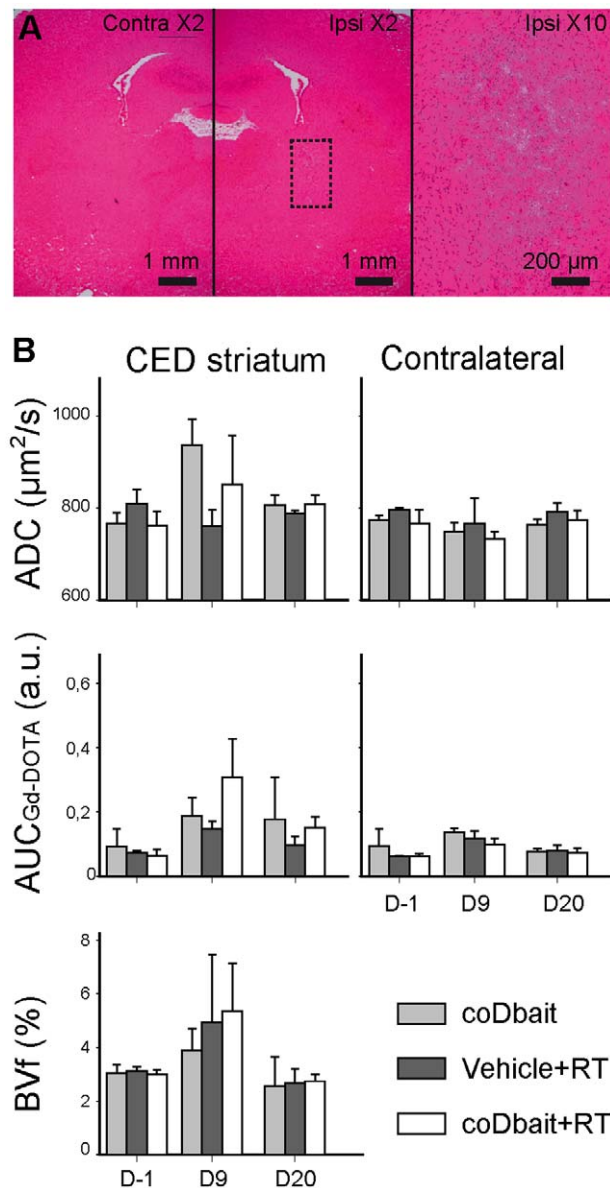 A
Contra X2
Ipsi X2
Ipsi X10
1 mm
1 mm
200 µm
B
CED striatum
Contralateral
ADC (µm²/s)
1000
800
600
AUCGd-DOTA (a.u.)
0,6
0,4
0,2
0
D-1 D9 D20
BVf (%)
8
6
4
2
0
D-1 D9 D20
coDbait
Vehicle+RT
coDbait+RT